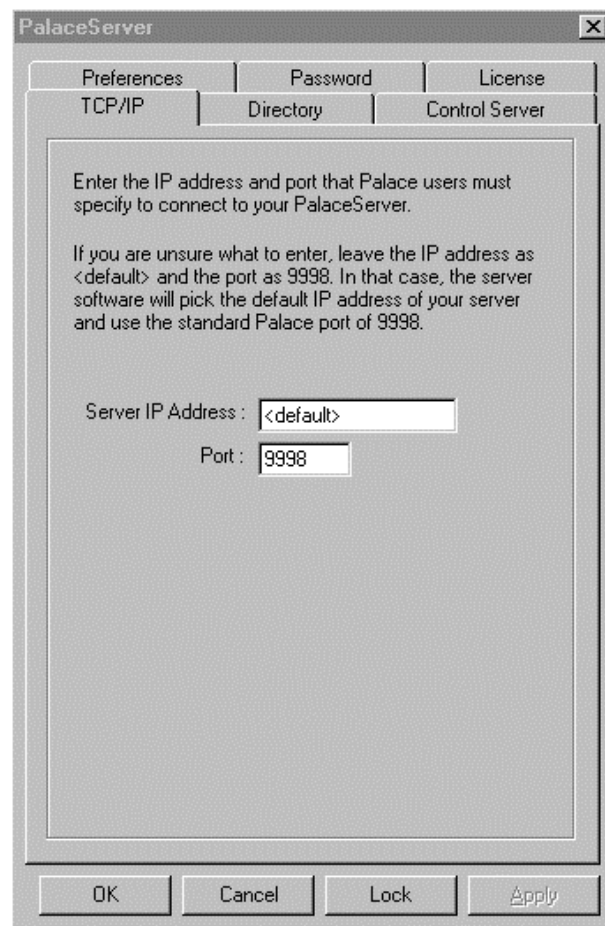 PalaceServer
Preferences Password License
TCP/IP Directory Control Server
Enter the IP address and port that Palace users must
specify to connect to your PalaceServer.
If you are unsure what to enter, leave the IP address as
<default> and the port as 9998. In that case, the server
software will pick the default IP address of your server
and use the standard Palace port of 9998.
Server IP Address : <default>
Port : 9998
OK Cancel Lock Apply